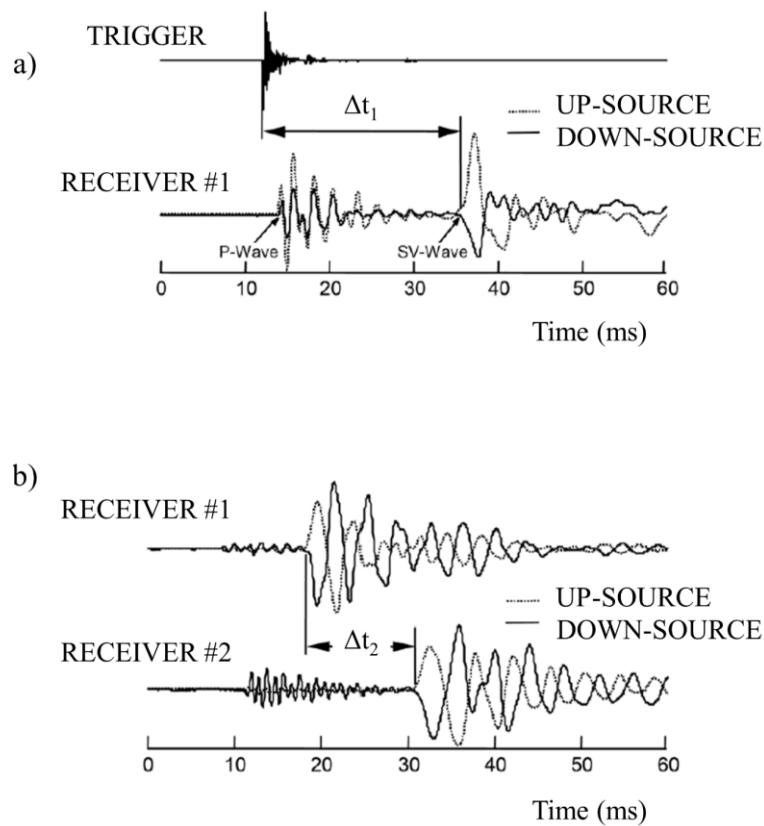 TRIGGER
a)
Δt₁
UP-SOURCE
DOWN-SOURCE
RECEIVER #1
P-Wave
SV-Wave
0 10 20 30 40 50 60
Time (ms)
b)
RECEIVER #1
UP-SOURCE
DOWN-SOURCE
Δt₂
RECEIVER #2
0 10 20 30 40 50 60
Time (ms)